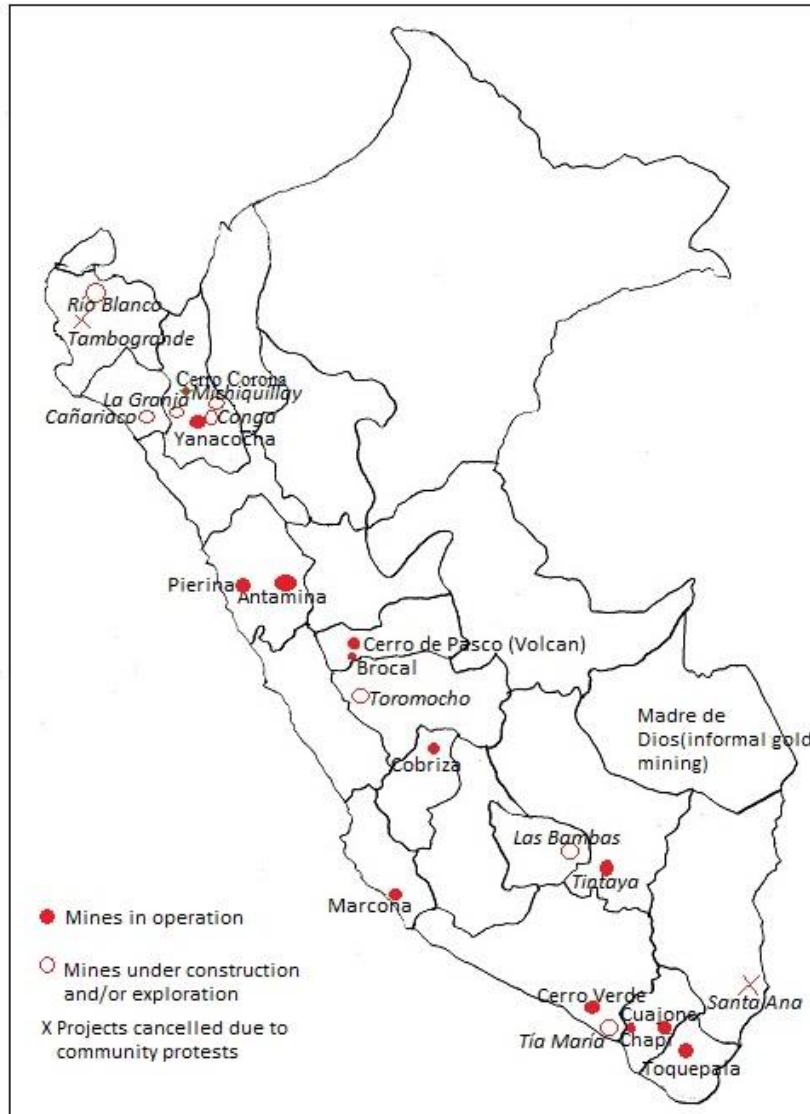 Río Blanco
Tambogrande
Cerro Corona
La Granja
Michiquillay
Cañariaco
Conga
Yanacocha
Pierina
Antamina
Cerro de Pasco (Volcan)
Brocal
Toromocho
Madre de
Dios(informal gold
mining)
Cobriza
Las Bambas
Tintaya
Marcona
Mines in operation
Mines under construction
and/or exploration
X Projects cancelled due to
community protests
Santa Ana
Cerro Verde
Cuajone
Tía María
Chapi
Toquepala